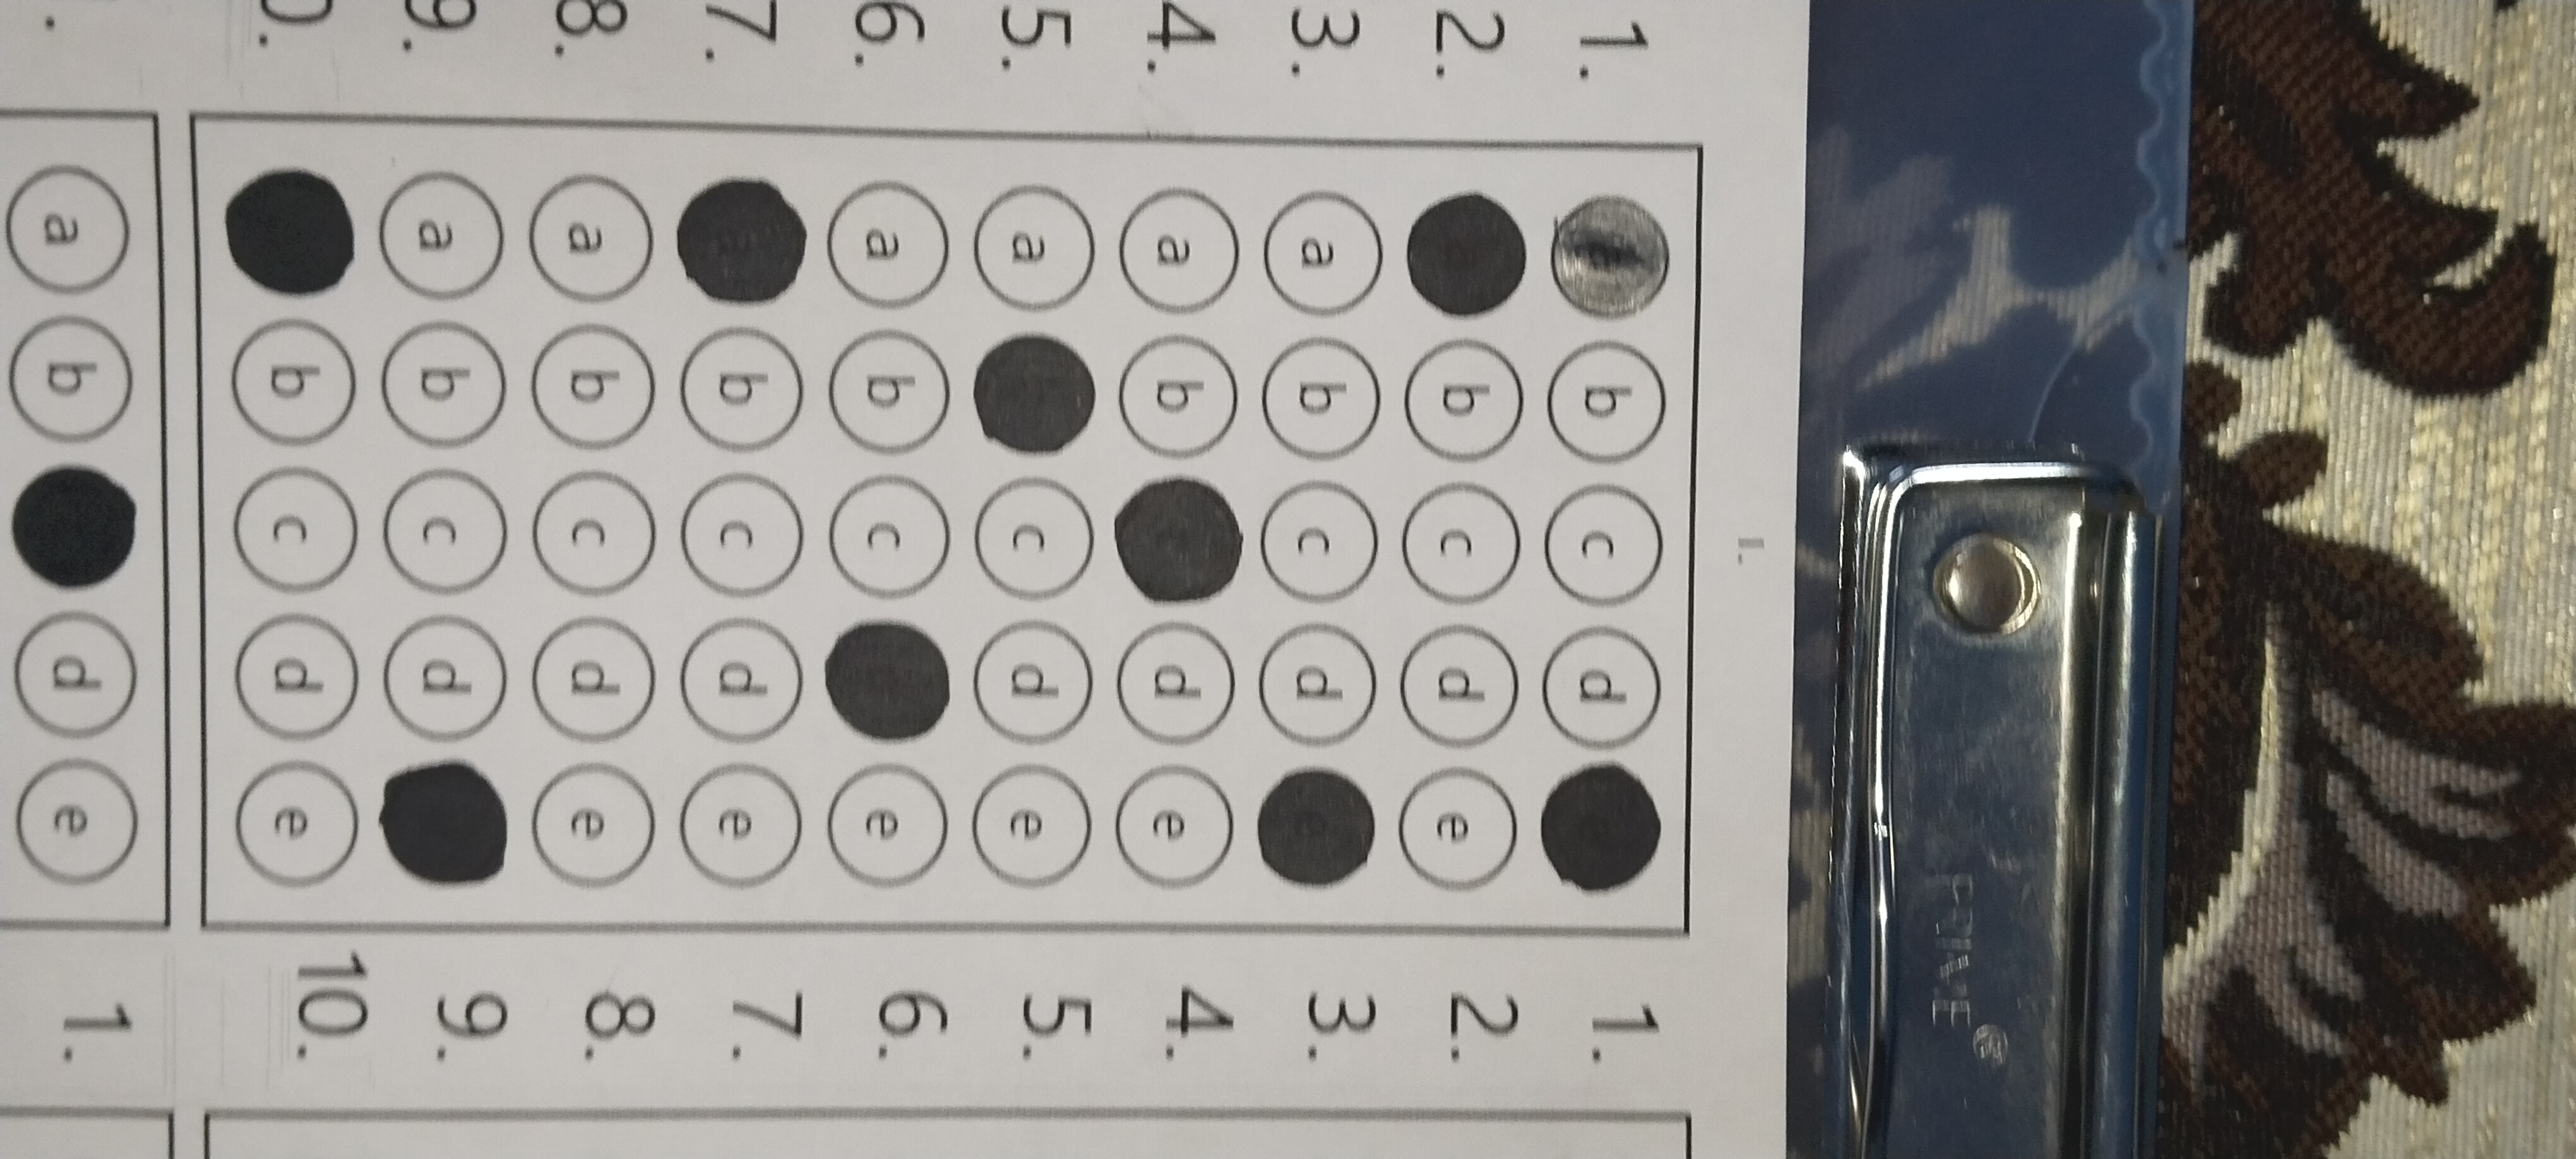 PRIME®
I.
1. b c d 1.
2. b c d e 2.
3. a b c d 3.
4. a b d e 4.
5. a c d e 5.
6. a b c e 6.
7. b c d e 7.
8. a b c d e 8.
9. a b c d 9.
0. b c d e 10.
. a b d e 1.